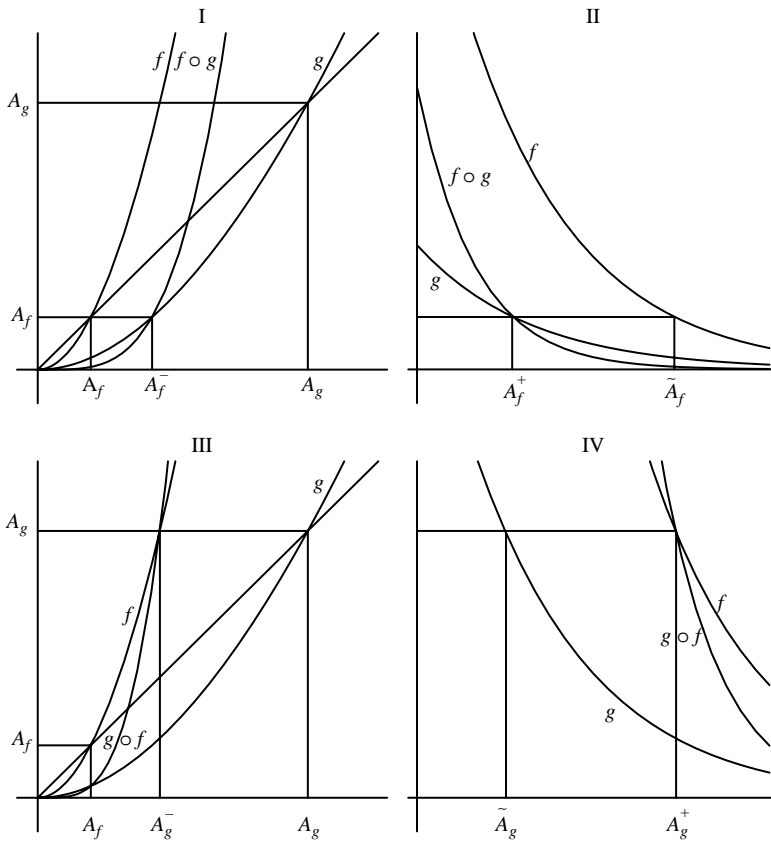 I
f f ∘ g g
A_g
A_f
A_f A_f^- A_g
II
f
f ∘ g
g
A_f^+ Ã_f
III
g
A_g
f
A_f g ∘ f
A_f A_g^- A_g
IV
f
g ∘ f
g
Ã_g A_g^+